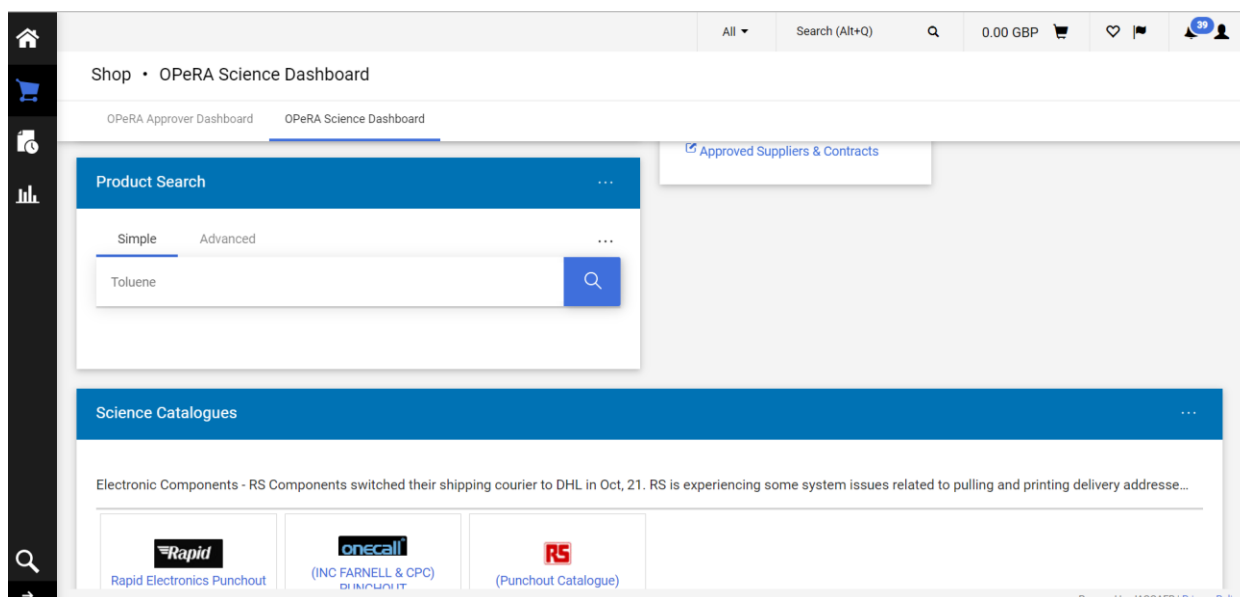 All
Search (Alt+Q)
0.00 GBP
39
Shop • OPeRA Science Dashboard
OPeRA Approver Dashboard
OPeRA Science Dashboard
Approved Suppliers & Contracts
Product Search
...
Simple
Advanced
...
Toluene
Science Catalogues
...
Electronic Components - RS Components switched their shipping courier to DHL in Oct, 21. RS is experiencing some system issues related to pulling and printing delivery addresse...
Rapid
Rapid Electronics Punchout
onecall
(INC FARNELL & CPC)
PUNCHOUT
RS
(Punchout Catalogue)